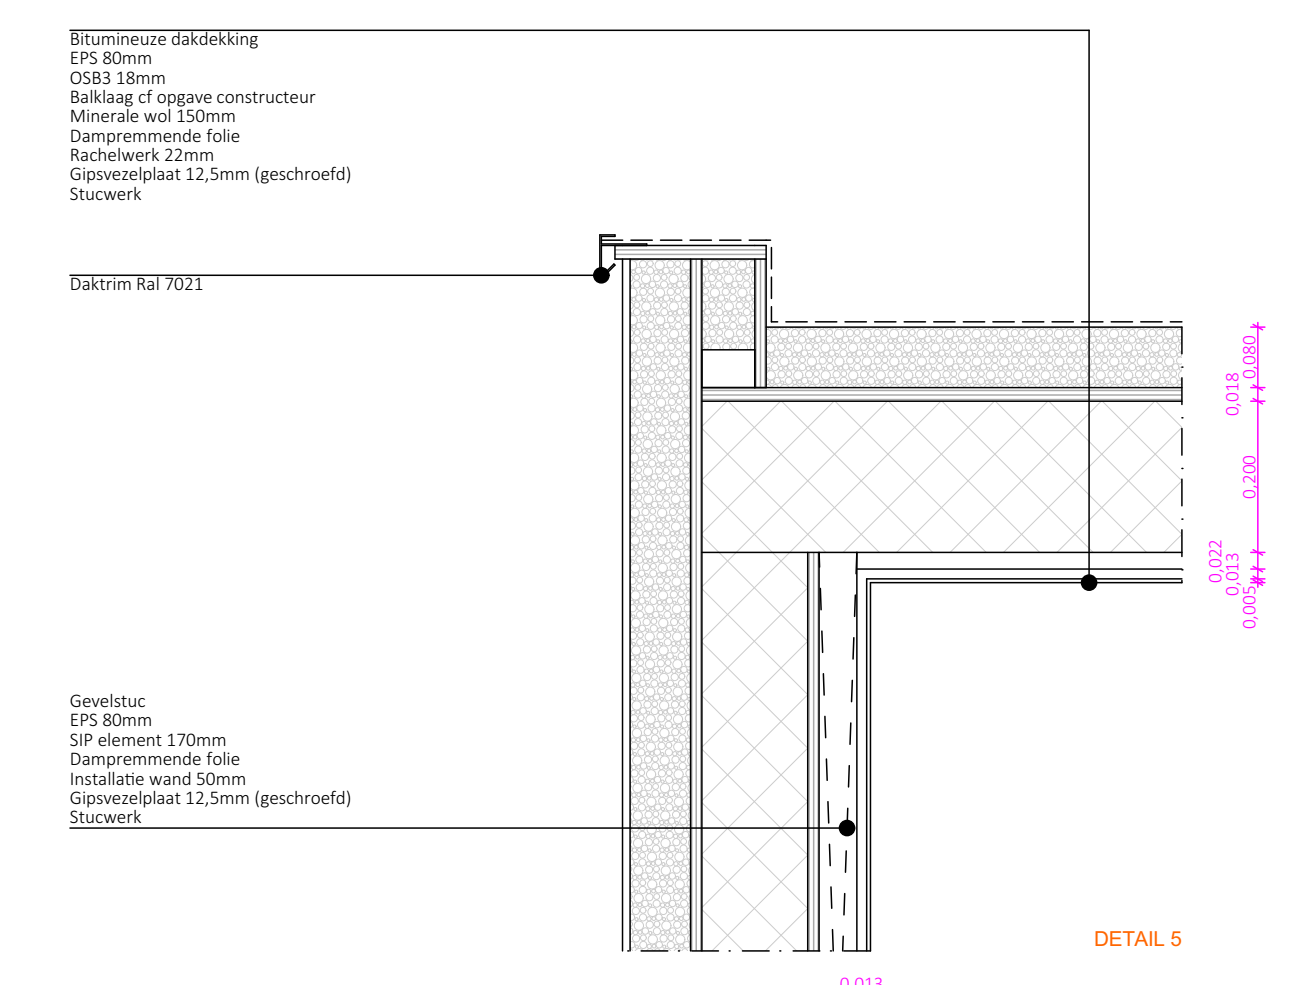 Bitumineuze dakdekking
EPS 80mm
OSB3 18mm
Balklaag cf opgave constructeur
Minerale wol 150mm
Dampremmende folie
Rachelwerk 22mm
Gipsvezelplaat 12,5mm (geschroefd)
Stucwerk
Daktrim Ral 7021
0,080
0,018
0,200
0,022
0,013
0,005
Gevelstuc
EPS 80mm
SIP element 170mm
Dampremmende folie
Installatie wand 50mm
Gipsvezelplaat 12,5mm (geschroefd)
Stucwerk
DETAIL 5
0,013